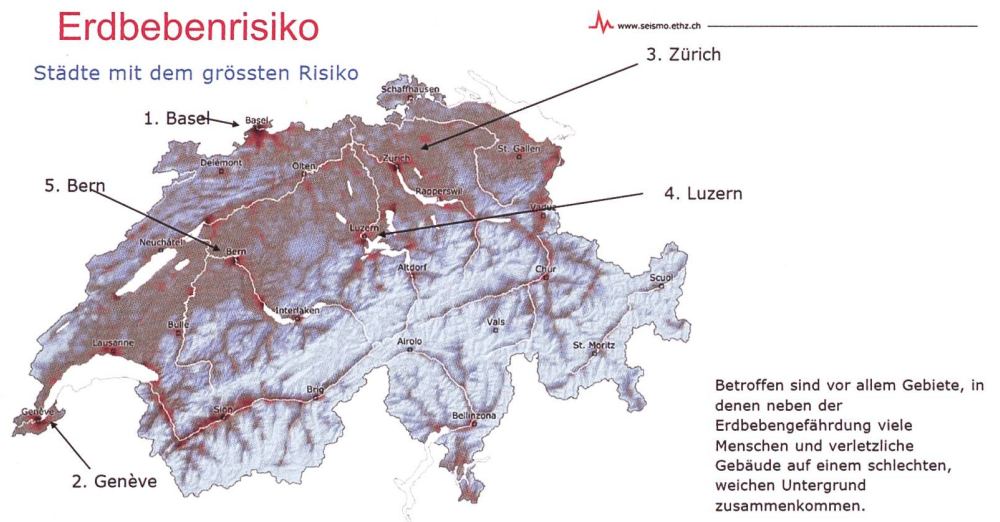 Erdbebenrisiko
www.seismo.ethz.ch
Städte mit dem grössten Risiko
3. Zürich
Schaffhausen
1. Basel
Basel
St. Gallen
Delémont
Olten
Zürich
5. Bern
Rapperswil
4. Luzern
Vaduz
Luzern
Neuchâtel
Bern
Altdorf
Chur
Scuol
Interlaken
Bulle
Vals
Lausanne
Airolo
St. Moritz
Brig
Genève
Sion
Bellinzona
2. Genève
Betroffen sind vor allem Gebiete, in
denen neben der
Erdbebengefährdung viele
Menschen und verletzliche
Gebäude auf einem schlechten,
weichen Untergrund
zusammenkommen.